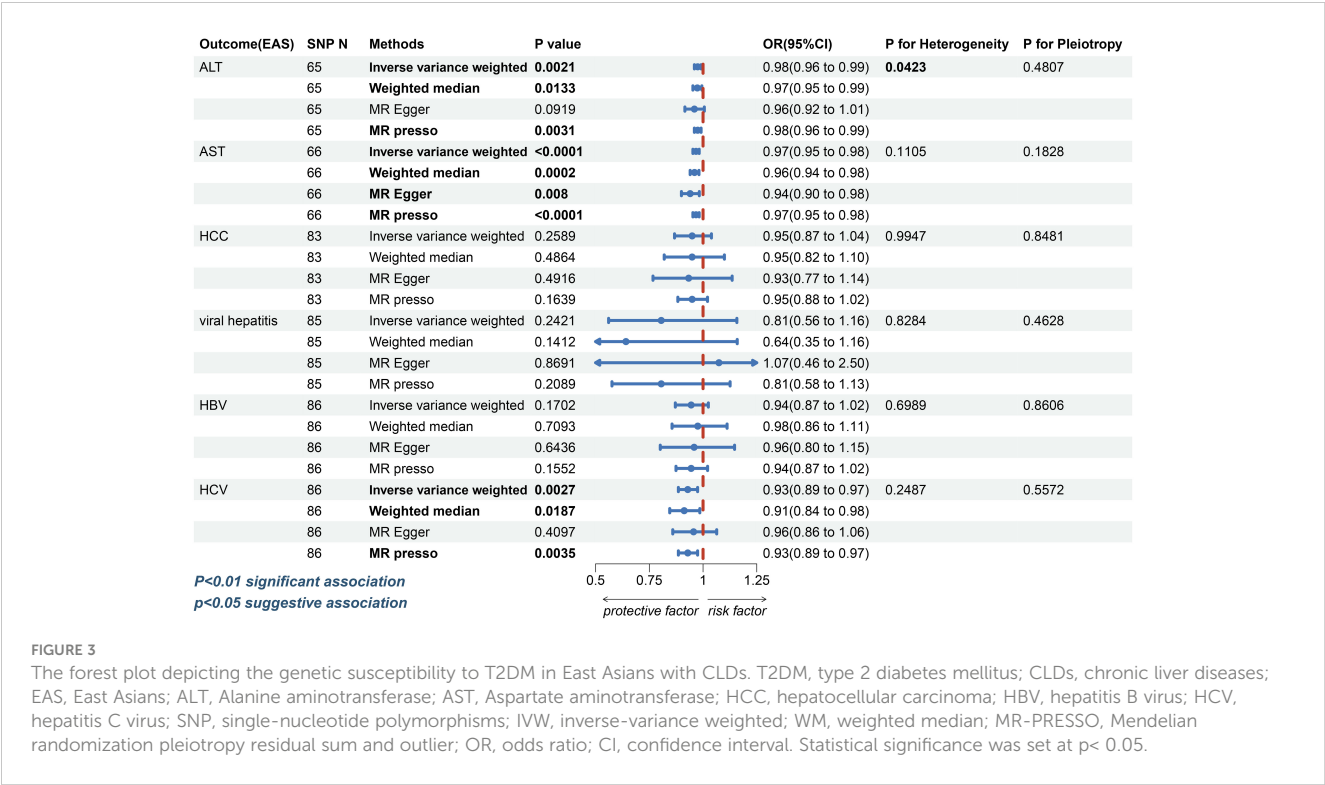 Outcome(EAS) SNP N Methods P value OR(95%CI) P for Heterogeneity P for Pleiotropy
ALT 65 Inverse variance weighted 0.0021 0.98(0.96 to 0.99) 0.0423 0.4807
65 Weighted median 0.0133 0.97(0.95 to 0.99)
65 MR Egger 0.0919 0.96(0.92 to 1.01)
65 MR presso 0.0031 0.98(0.96 to 0.99)
AST 66 Inverse variance weighted <0.0001 0.97(0.95 to 0.98) 0.1105 0.1828
66 Weighted median 0.0002 0.96(0.94 to 0.98)
66 MR Egger 0.008 0.94(0.90 to 0.98)
66 MR presso <0.0001 0.97(0.95 to 0.98)
HCC 83 Inverse variance weighted 0.2589 0.95(0.87 to 1.04) 0.9947 0.8481
83 Weighted median 0.4864 0.95(0.82 to 1.10)
83 MR Egger 0.4916 0.93(0.77 to 1.14)
83 MR presso 0.1639 0.95(0.88 to 1.02)
viral hepatitis 85 Inverse variance weighted 0.2421 0.81(0.56 to 1.16) 0.8284 0.4628
85 Weighted median 0.1412 0.64(0.35 to 1.16)
85 MR Egger 0.8691 1.07(0.46 to 2.50)
85 MR presso 0.2089 0.81(0.58 to 1.13)
HBV 86 Inverse variance weighted 0.1702 0.94(0.87 to 1.02) 0.6989 0.8606
86 Weighted median 0.7093 0.98(0.86 to 1.11)
86 MR Egger 0.6436 0.96(0.80 to 1.15)
86 MR presso 0.1552 0.94(0.87 to 1.02)
HCV 86 Inverse variance weighted 0.0027 0.93(0.89 to 0.97) 0.2487 0.5572
86 Weighted median 0.0187 0.91(0.84 to 0.98)
86 MR Egger 0.4097 0.96(0.86 to 1.06)
86 MR presso 0.0035 0.93(0.89 to 0.97)
P<0.01 significant association
0.5 0.75 1 1.25
p<0.05 suggestive association
protective factor risk factor
FIGURE 3
The forest plot depicting the genetic susceptibility to T2DM in East Asians with CLDs. T2DM, type 2 diabetes mellitus; CLDs, chronic liver diseases;
EAS, East Asians; ALT, Alanine aminotransferase; AST, Aspartate aminotransferase; HCC, hepatocellular carcinoma; HBV, hepatitis B virus; HCV,
hepatitis C virus; SNP, single-nucleotide polymorphisms; IVW, inverse-variance weighted; WM, weighted median; MR-PRESSO, Mendelian
randomization pleiotropy residual sum and outlier; OR, odds ratio; CI, confidence interval. Statistical significance was set at p< 0.05.